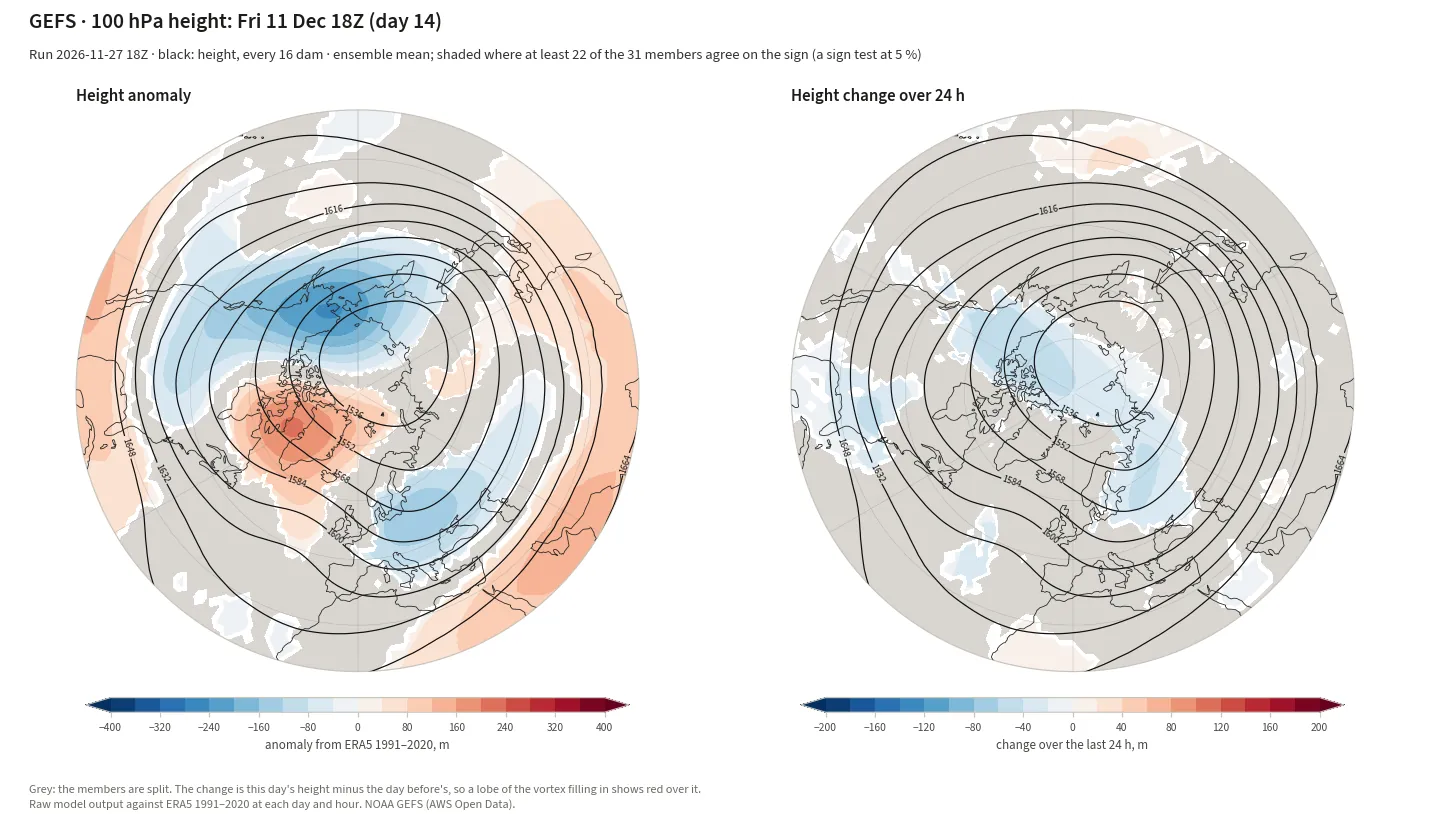 GEFS · 100 hPa height: Fri 11 Dec 18Z (day 14)
Run 2026-11-27 18Z · black: height, every 16 dam · ensemble mean; shaded where at least 22 of the 31 members agree on the sign (a sign test at 5 %)
Height anomaly
Height change over 24 h
1616
1536
1552
1568
1584
1600
1632
1648
1664
1616
1536
1552
1568
1584
1600
1632
1648
1664
−400 −320 −240 −160 −80 0 80 160 240 320 400
anomaly from ERA5 1991–2020, m
−200 −160 −120 −80 −40 0 40 80 120 160 200
change over the last 24 h, m
Grey: the members are split. The change is this day's height minus the day before's, so a lobe of the vortex filling in shows red over it.
Raw model output against ERA5 1991–2020 at each day and hour. NOAA GEFS (AWS Open Data).